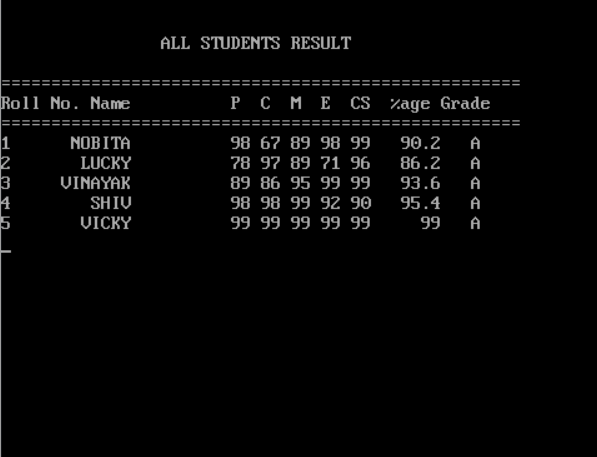 ALL STUDENTS RESULT
====================================================
Roll No. Name P C M E CS %age Grade
====================================================
1 NOBITA 98 67 89 98 99 90.2 A
2 LUCKY 78 97 89 71 96 86.2 A
3 VINAYAK 89 86 95 99 99 93.6 A
4 SHIV 98 98 99 92 90 95.4 A
5 VICKY 99 99 99 99 99 99 A